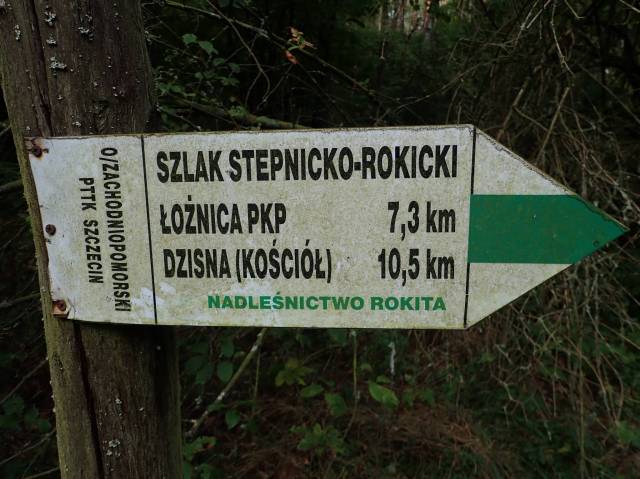 O/ZACHODNIOPOMORSKI
PTTK SZCZECIN
SZLAK STEPNICKO-ROKICKI
ŁOŻNICA PKP 7,3 km
DZISNA (KOŚCIÓŁ) 10,5 km
NADLEŚNICTWO ROKITA